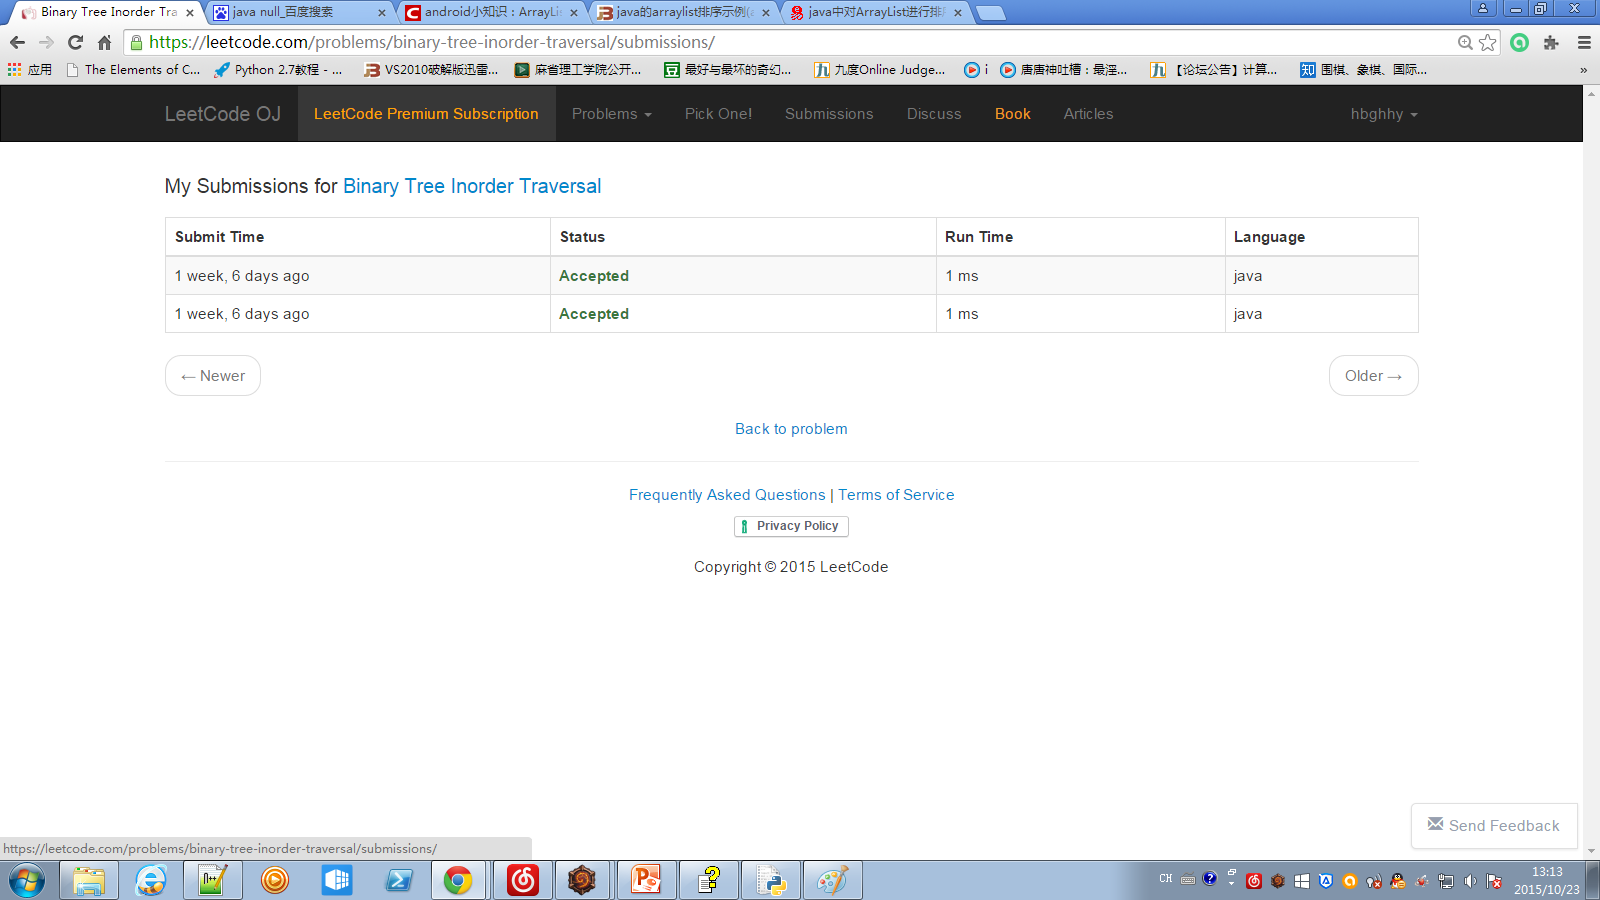 Binary Tree Inorder Tra
java null_百度搜索
android小知识：ArrayLis
java的arraylist排序示例(a
java中对ArrayList进行排序
https://leetcode.com/problems/binary-tree-inorder-traversal/submissions/
应用
The Elements of C...
Python 2.7教程 - ...
VS2010破解版迅雷...
麻省理工学院公开...
最好与最坏的奇幻...
九度Online Judge...
i
唐唐神吐槽：最淫...
【论坛公告】计算...
围棋、象棋、国际...
»
LeetCode OJ
LeetCode Premium Subscription
Problems
Pick One!
Submissions
Discuss
Book
Articles
hbghhy
My Submissions for Binary Tree Inorder Traversal
Submit Time Status Run Time Language
1 week, 6 days ago Accepted 1 ms java
1 week, 6 days ago Accepted 1 ms java
← Newer
Older →
Back to problem
Frequently Asked Questions | Terms of Service
Privacy Policy
Copyright © 2015 LeetCode
Send Feedback
https://leetcode.com/problems/binary-tree-inorder-traversal/submissions/
CH
13:13
2015/10/23